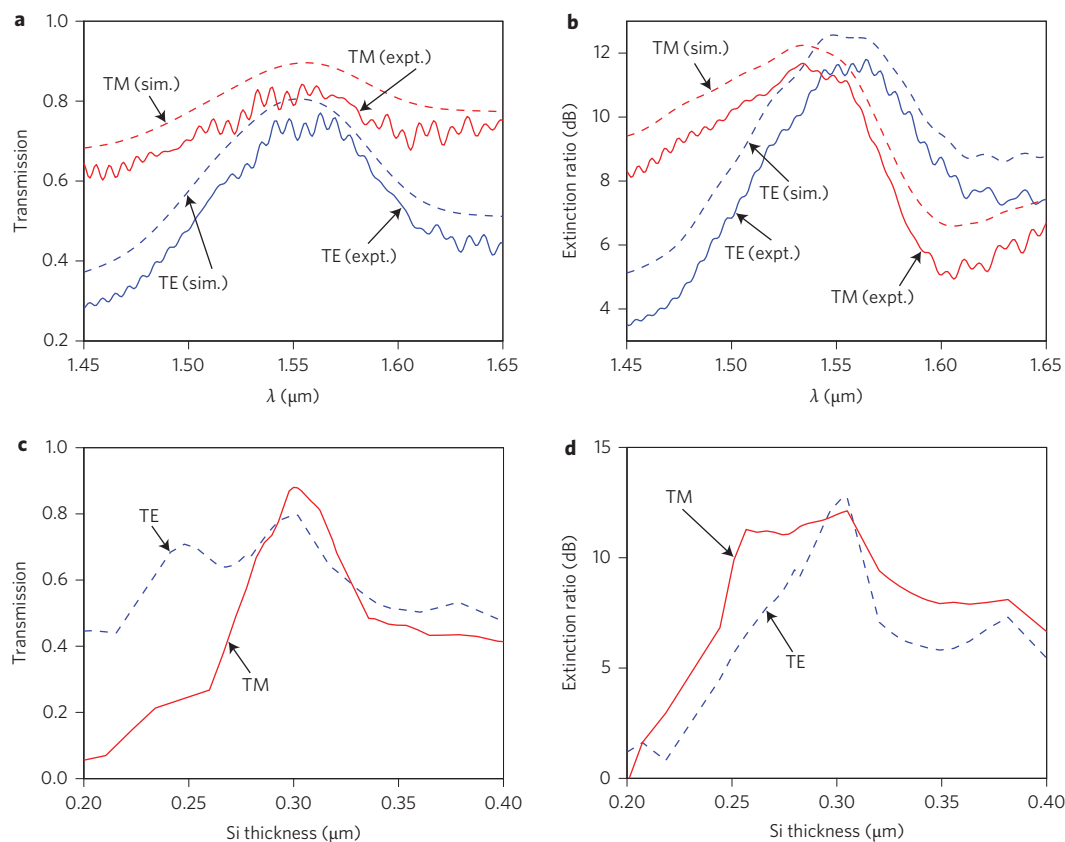 a
1.0
0.8
0.6
0.4
0.2
Transmission
TM (sim.)
TM (expt.)
TE (sim.)
TE (expt.)
1.45
1.50
1.55
1.60
1.65
λ (μm)
b
12
10
8
6
4
Extinction ratio (dB)
TM (sim.)
TE (sim.)
TE (expt.)
TM (expt.)
1.45
1.50
1.55
1.60
1.65
λ (μm)
c
1.0
0.8
0.6
0.4
0.2
0.0
Transmission
TE
TM
0.20
0.25
0.30
0.35
0.40
Si thickness (μm)
d
15
10
5
0
Extinction ratio (dB)
TM
TE
0.20
0.25
0.30
0.35
0.40
Si thickness (μm)